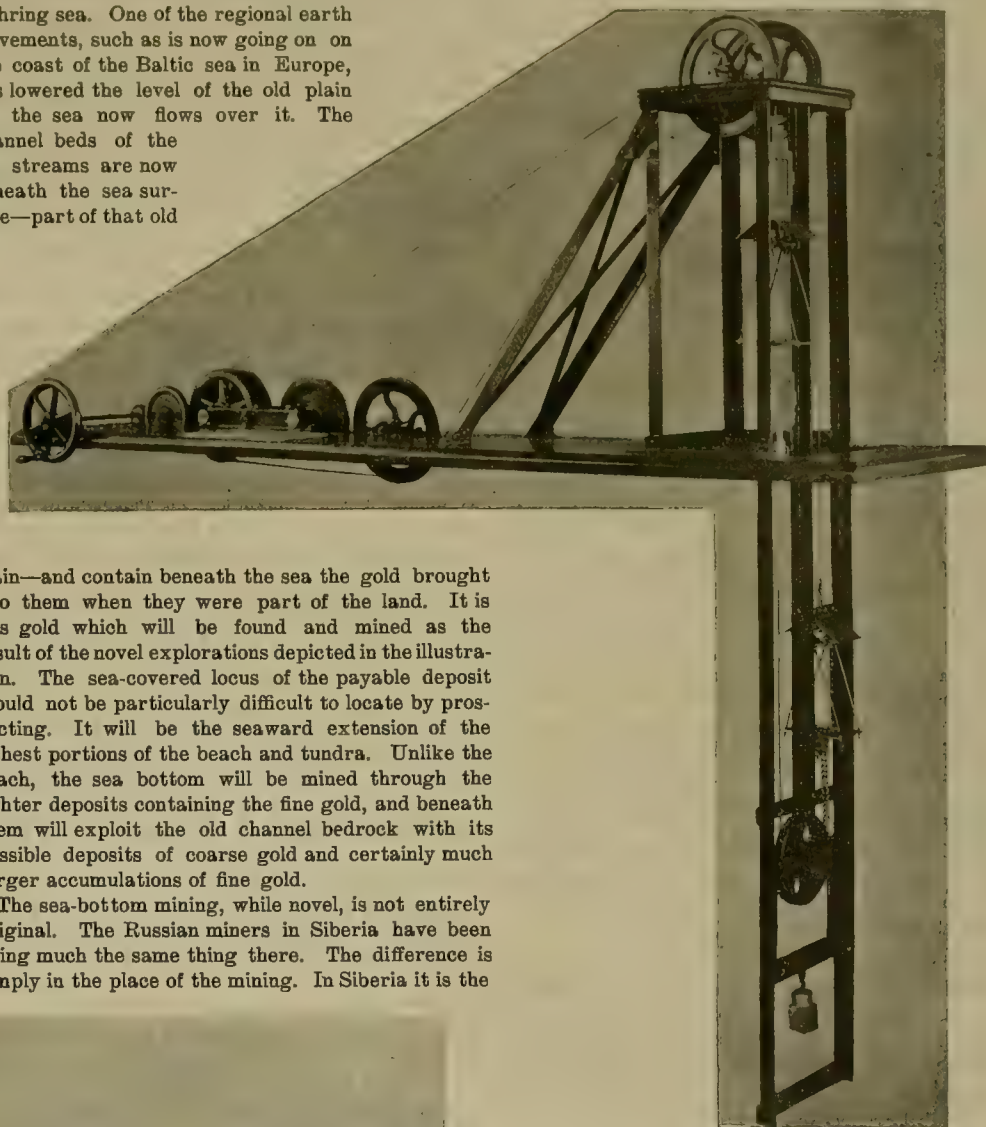 hring sea. One of the regional earth
vements, such as is now going on on
coast of the Baltic sea in Europe,
s lowered the level of the old plain
the sea now flows over it. The
annel beds of the
streams are now
neath the sea sur-
e—part of that old
ain—and contain beneath the sea the gold brought
to them when they were part of the land. It is
is gold which will be found and mined as the
sult of the novel explorations depicted in the illustra-
n. The sea-covered locus of the payable deposit
ould not be particularly difficult to locate by pros-
cting. It will be the seaward extension of the
hest portions of the beach and tundra. Unlike the
ach, the sea bottom will be mined through the
hter deposits containing the fine gold, and beneath
em will exploit the old channel bedrock with its
ssible deposits of coarse gold and certainly much
rger accumulations of fine gold.
The sea-bottom mining, while novel, is not entirely
iginal. The Russian miners in Siberia have been
ing much the same thing there. The difference is
mply in the place of the mining. In Siberia it is the